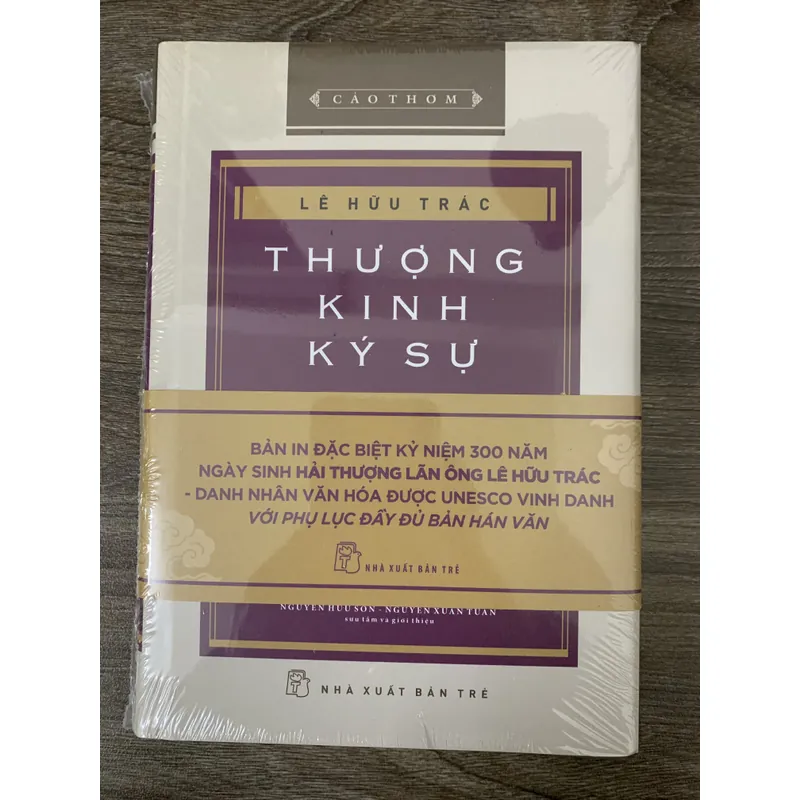 CẢO THƠM
LÊ HỮU TRÁC
THƯỢNG
KINH
KÝ SỰ
BẢN IN ĐẶC BIỆT KỶ NIỆM 300 NĂM
NGÀY SINH HẢI THƯỢNG LÃN ÔNG LÊ HỮU TRÁC
- DANH NHÂN VĂN HÓA ĐƯỢC UNESCO VINH DANH
VỚI PHỤ LỤC ĐẦY ĐỦ BẢN HÁN VĂN
NHÀ XUẤT BẢN TRẺ
NGUYỄN HỮU SƠN - NGUYỄN XUÂN TUẤN
sưu tầm và giới thiệu
NHÀ XUẤT BẢN TRẺ